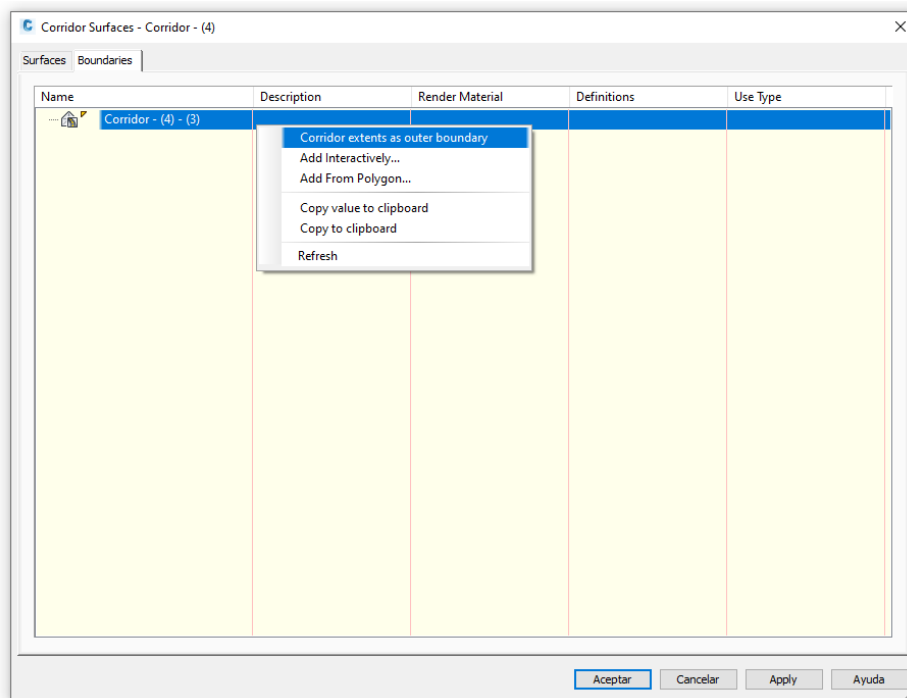 Corridor Surfaces - Corridor - (4)
Surfaces Boundaries
Name Description Render Material Definitions Use Type
Corridor - (4) - (3)
Corridor extents as outer boundary
Add Interactively...
Add From Polygon...
Copy value to clipboard
Copy to clipboard
Refresh
Aceptar Cancelar Apply Ayuda